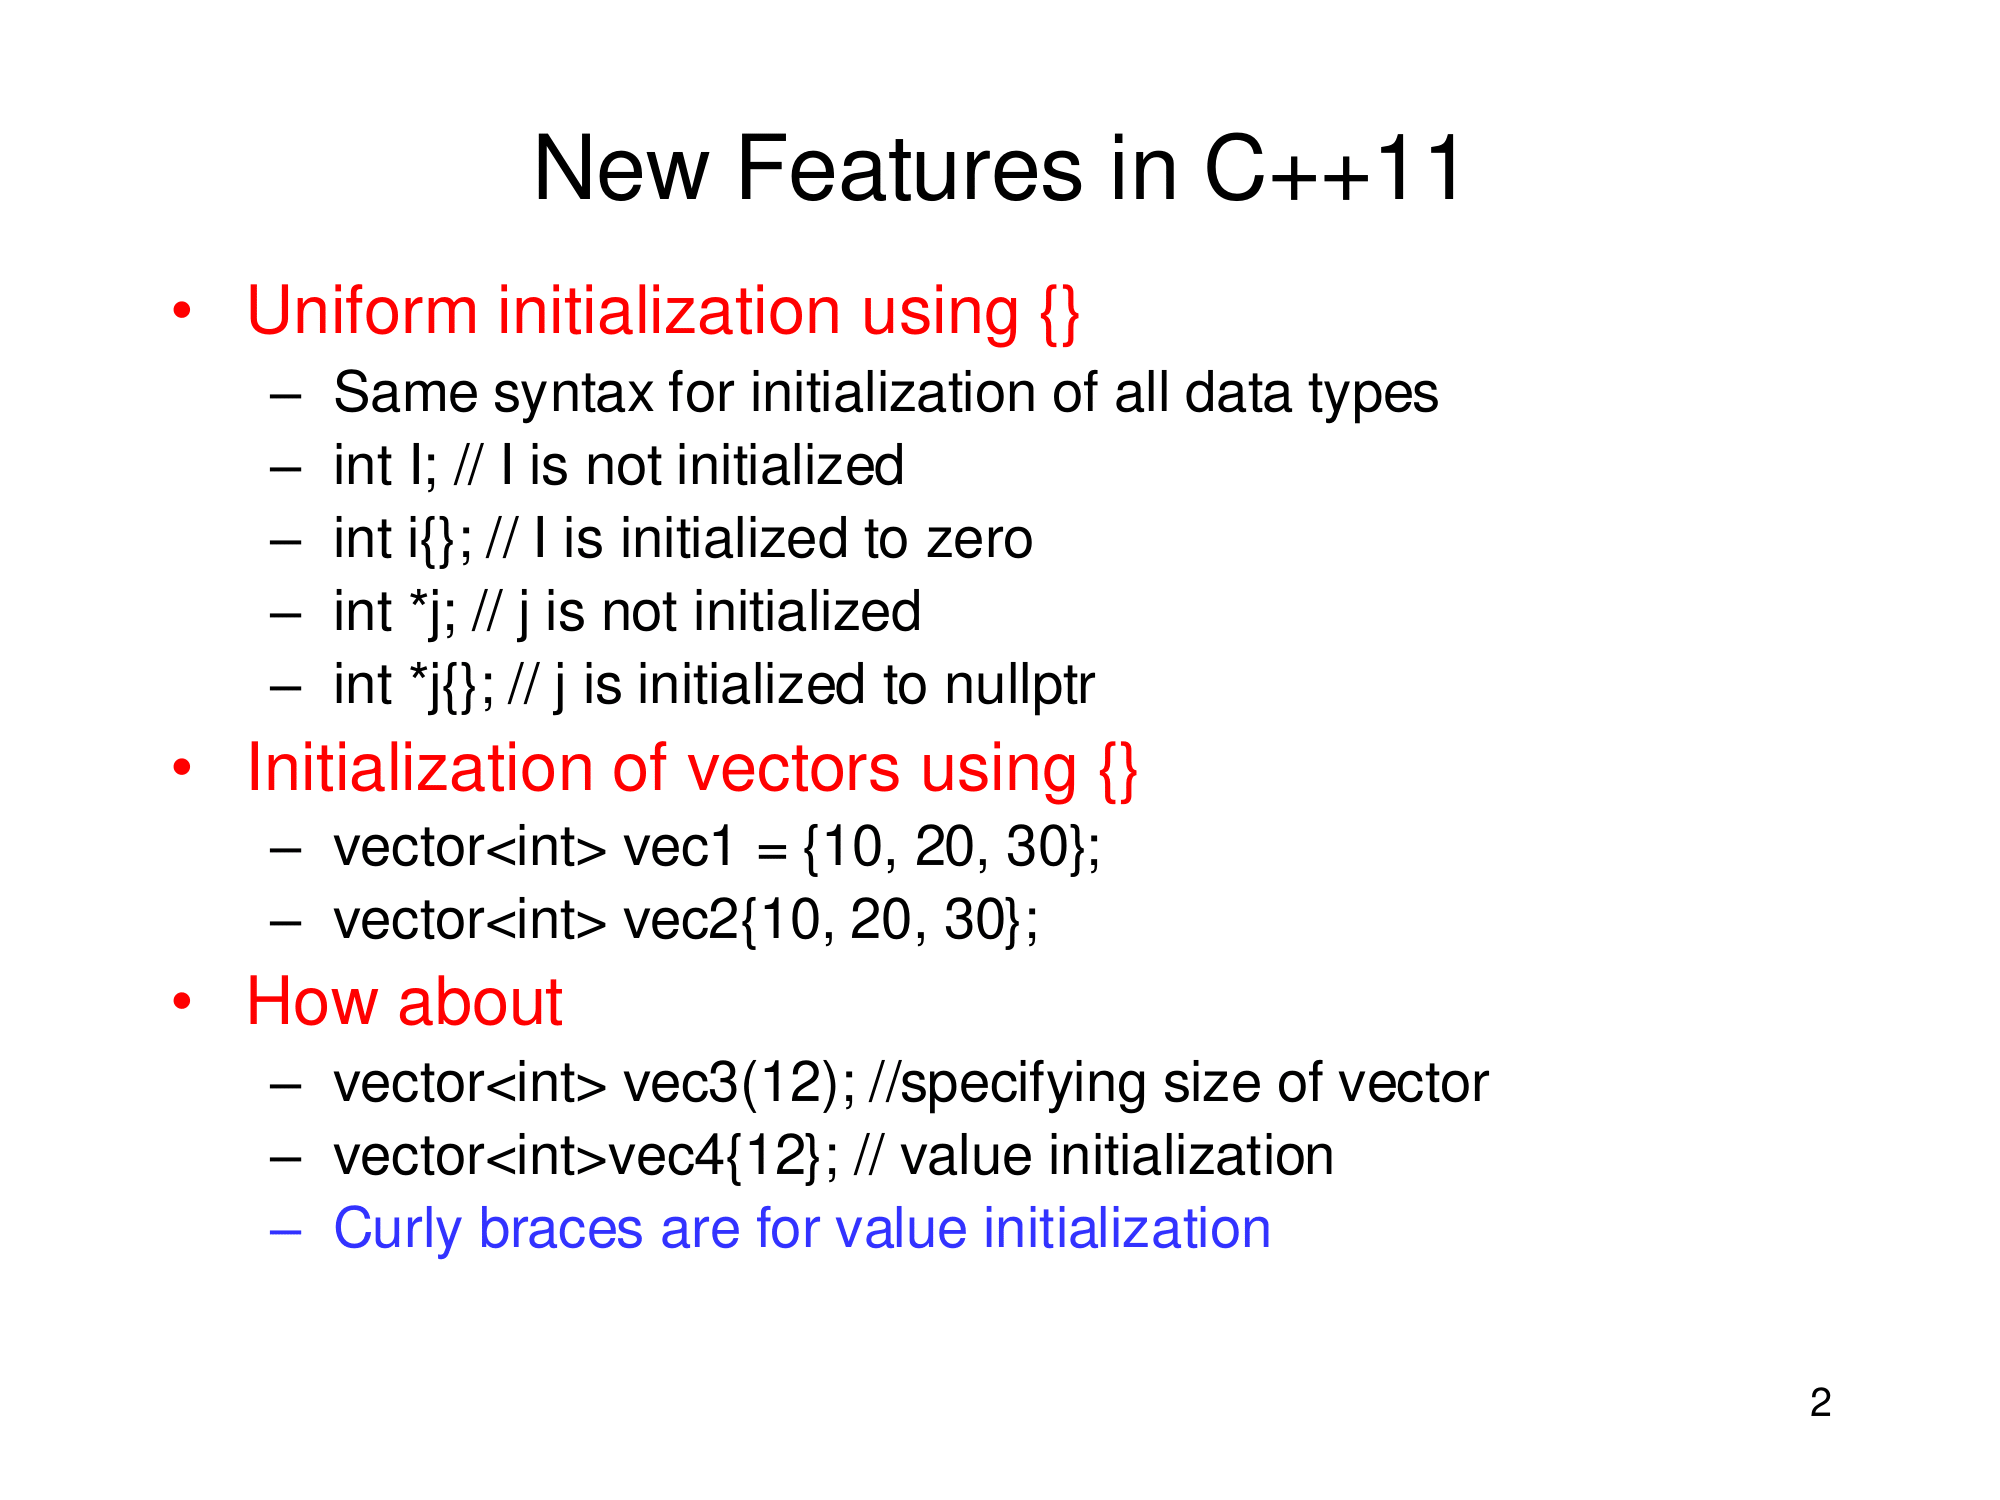 New Features in C++11
• Uniform initialization using {}
– Same syntax for initialization of all data types
– int I; // I is not initialized
– int i{}; // I is initialized to zero
– int *j; // j is not initialized
– int *j{}; // j is initialized to nullptr
• Initialization of vectors using {}
– vector<int> vec1 = {10, 20, 30};
– vector<int> vec2{10, 20, 30};
• How about
– vector<int> vec3(12); //specifying size of vector
– vector<int>vec4{12}; // value initialization
– Curly braces are for value initialization
2